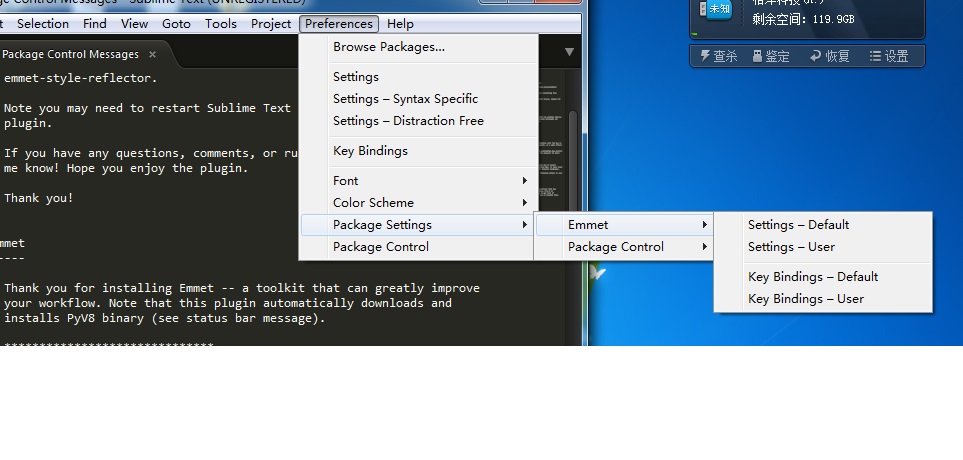 Package Control Messages - Sublime Text (UNREGISTERED)
Selection Find View Goto Tools Project Preferences Help
Package Control Messages ×
emmet-style-reflector.
Note you may need to restart Sublime Text
plugin.
If you have any questions, comments, or
me know! Hope you enjoy the plugin.
Thank you!
mmet
----
Thank you for installing Emmet -- a toolkit that can greatly improve
your workflow. Note that this plugin automatically downloads and
installs PyV8 binary (see status bar message).
******************************
Browse Packages...
Settings
Settings – Syntax Specific
Settings – Distraction Free
Key Bindings
Font
Color Scheme
Package Settings
Package Control
Emmet
Package Control
Settings – Default
Settings – User
Key Bindings – Default
Key Bindings – User
未知
剩余空间: 119.9GB
查杀 鉴定 恢复 设置